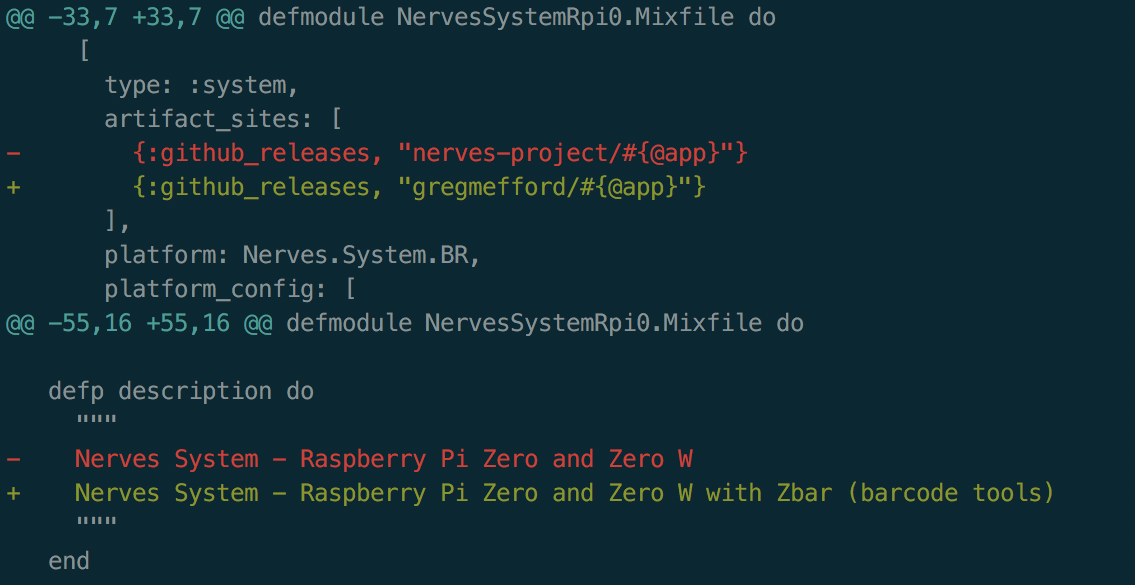 @@ -33,7 +33,7 @@ defmodule NervesSystemRpi0.Mixfile do
     [
       type: :system,
       artifact_sites: [
-        {:github_releases, "nerves-project/#{@app}"}
+        {:github_releases, "gregmefford/#{@app}"}
       ],
       platform: Nerves.System.BR,
       platform_config: [
@@ -55,16 +55,16 @@ defmodule NervesSystemRpi0.Mixfile do
   defp description do
     """
-    Nerves System - Raspberry Pi Zero and Zero W
+    Nerves System - Raspberry Pi Zero and Zero W with Zbar (barcode tools)
     """
   end